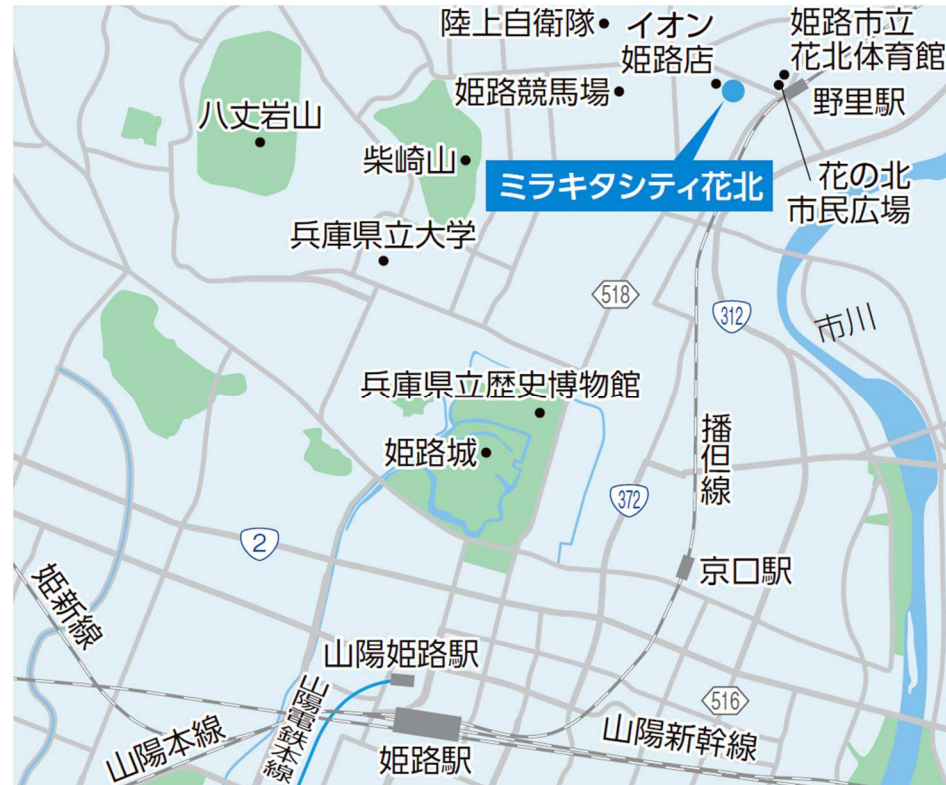 陸上自衛隊
イオン
姫路店
姫路市立
花北体育館
姫路競馬場
野里駅
八丈岩山
柴崎山
ミラキタシティ花北
花の北
市民広場
兵庫県立大学
518
312
市川
兵庫県立歴史博物館
姫路城
播但線
372
2
京口駅
姫新線
山陽姫路駅
山陽電鉄本線
516
山陽本線
姫路駅
山陽新幹線